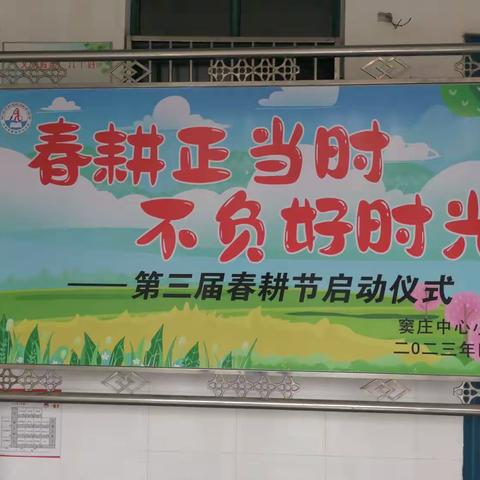 春耕正当时
不负好时光
——第三届春耕节启动仪式
窦庄中心小
二0二三年